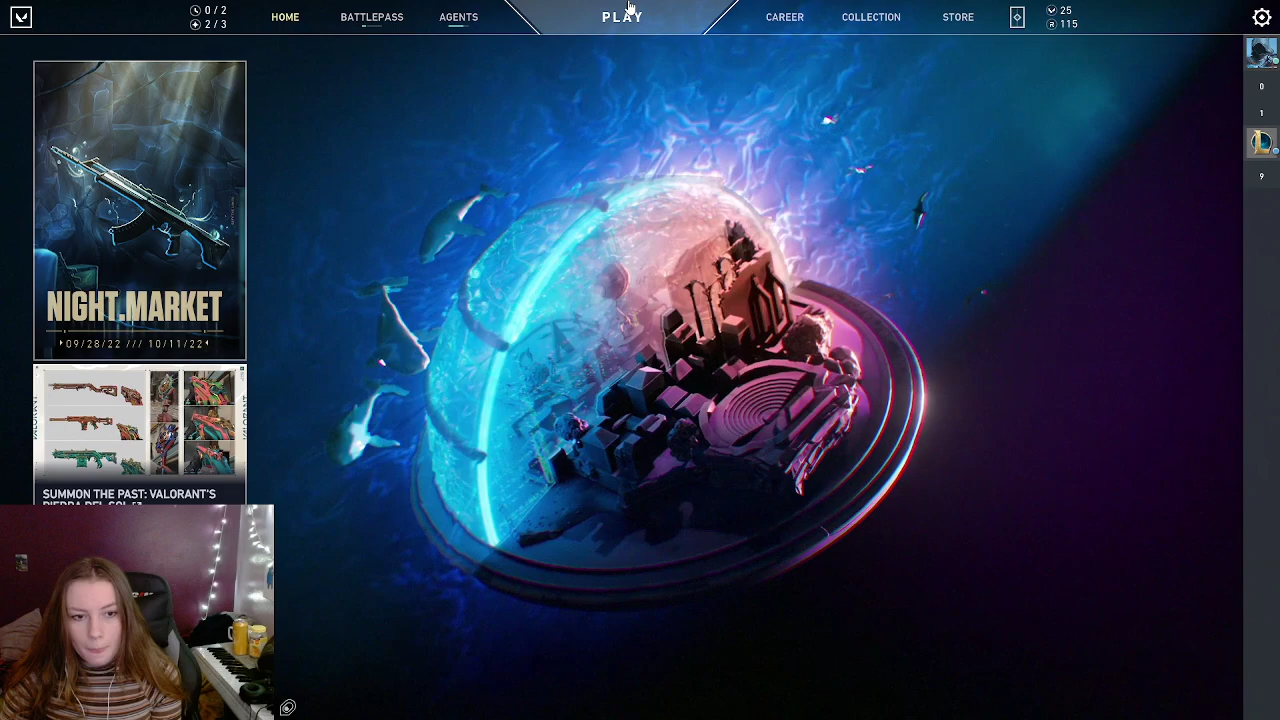 0 / 2
2 / 3
HOME
BATTLEPASS
AGENTS
PLAY
CAREER
COLLECTION
STORE
25
R 115
0
1
9
NIGHT.MARKET
09/28/22 /// 10/11/22
VALORANT
SUMMON THE PAST: VALORANT'S